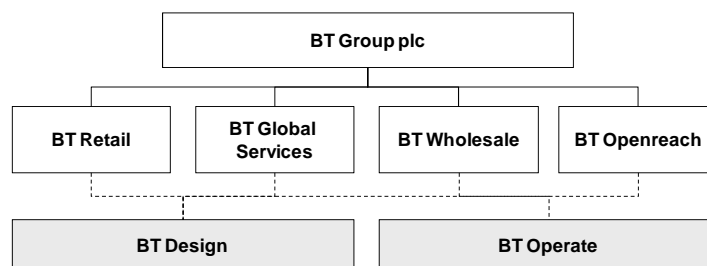 BT Group plc
BT Retail
BT Global
Services
BT Wholesale
BT Openreach
BT Design
BT Operate